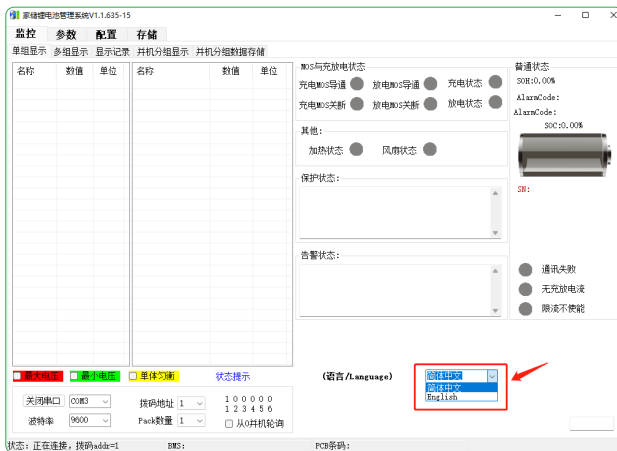 家储锂电池管理系统V1.1.635-15
监控 参数 配置 存储
单组显示 多组显示 显示记录 并机分组显示 并机分组数据存储
名称 数值 单位 名称 数值 单位
MOS与充放电状态
充电MOS导通 放电MOS导通 充电状态
充电MOS关断 放电MOS关断 放电状态
其他:
加热状态 风扇状态
保护状态:
告警状态:
普通状态
SOH:0.00%
AlarmCode:
AlarmCode:
SOC:0.00%
SN:
通讯失败
无充放电流
限流不使能
最大电压 最小电压 单体匀衡 状态提示
(语言/Language) 简体中文
简体中文
English
关闭串口 COM3 拨码地址 1 1 0 0 0 0 0
1 2 3 4 5 6
波特率 9600 Pack数量 1 从0并机轮询
状态：正在连接，拨码addr=1 BMS: PCB条码: